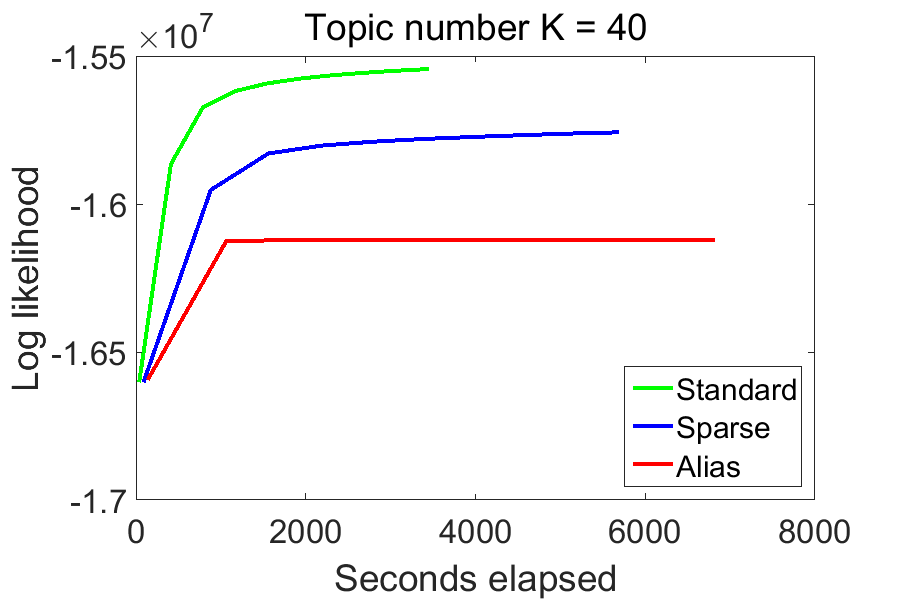 Topic number K = 40
×10⁷
-1.55
-1.6
-1.65
-1.7
Log likelihood
0 2000 4000 6000 8000
Seconds elapsed
Standard
Sparse
Alias